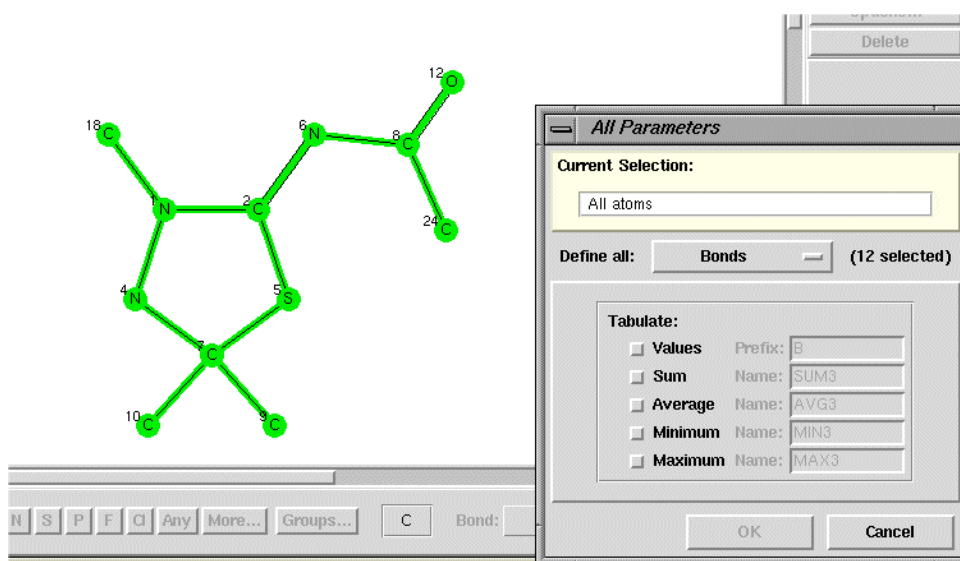 Delete
12 O
18 C
6 N
8 C
1 N
2 C
24 C
4 N
5 S
7 C
10 C
9 C
All Parameters
Current Selection:
All atoms
Define all: Bonds (12 selected)
Tabulate:
Values Prefix: B
Sum Name: SUM3
Average Name: AVG3
Minimum Name: MIN3
Maximum Name: MAX3
OK Cancel
N S P F Cl Any More... Groups... C Bond: